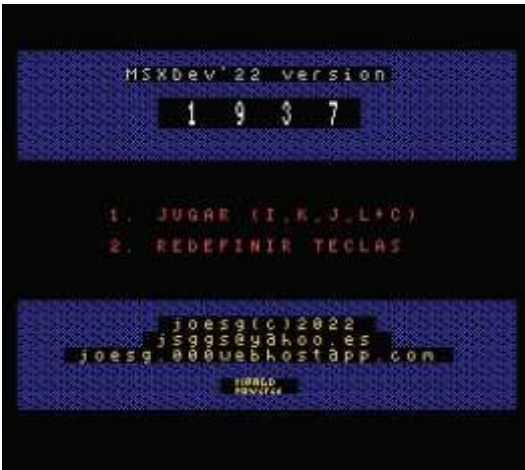 MSXDev'22 version
1 9 3 7
1. JUGAR (I,K,J,L+C)
2. REDEFINIR TECLAS
joesg(c)2022
jsggs@yahoo.es
joesg.000webhostapp.com